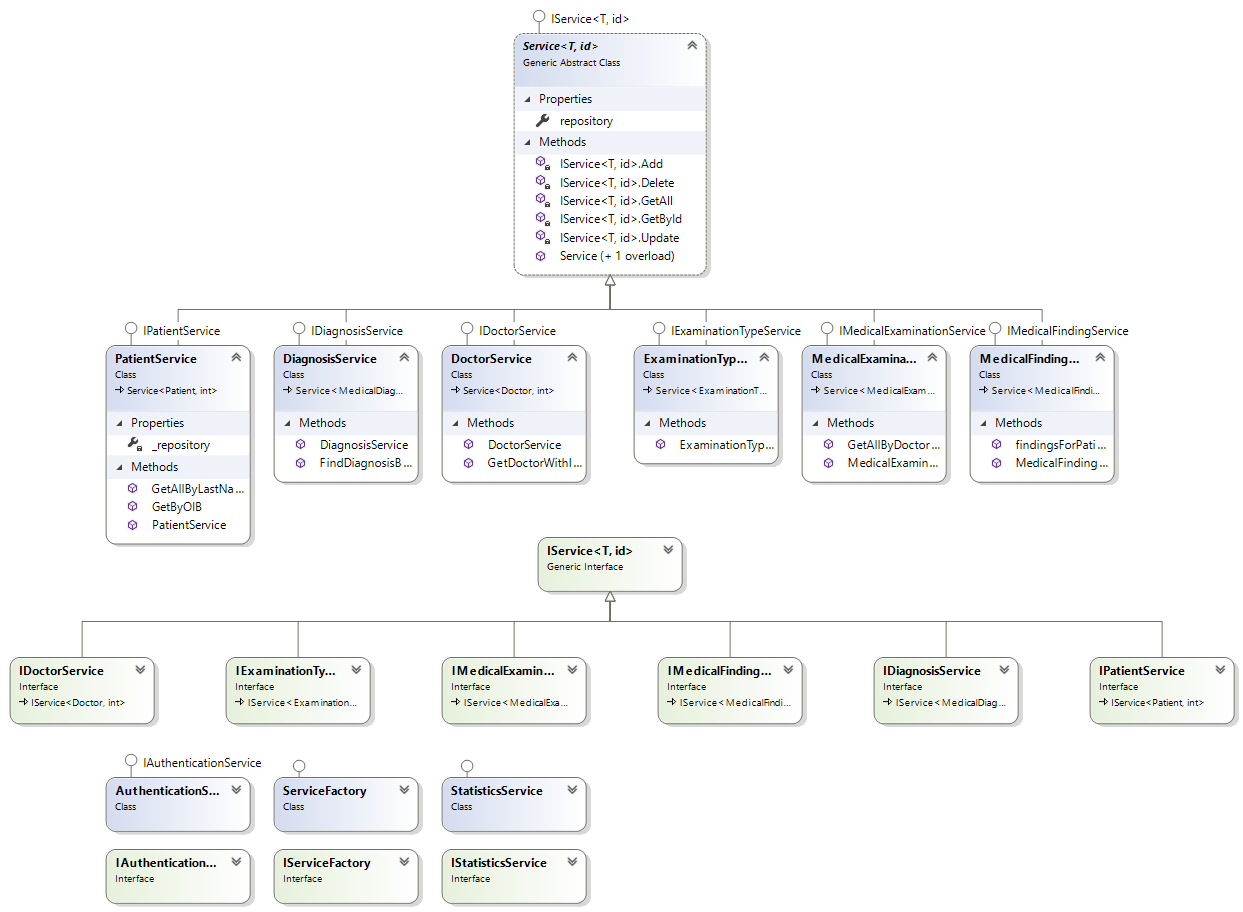 IService<T, id>
Service<T, id>
Generic Abstract Class
Properties
repository
Methods
IService<T, id>.Add
IService<T, id>.Delete
IService<T, id>.GetAll
IService<T, id>.GetById
IService<T, id>.Update
Service (+ 1 overload)
IPatientService
PatientService
Class
Service<Patient, int>
Properties
_repository
Methods
GetAllByLastNa...
GetByOIB
PatientService
IDiagnosisService
DiagnosisService
Class
Service<MedicalDiag...
Methods
DiagnosisService
FindDiagnosisB...
IDoctorService
DoctorService
Class
Service<Doctor, int>
Methods
DoctorService
GetDoctorWithI...
IExaminationTypeService
ExaminationTyp...
Class
Service<ExaminationT...
Methods
ExaminationTyp...
IMedicalExaminationService
MedicalExamina...
Class
Service<MedicalExam...
Methods
GetAllByDoctor...
MedicalExamin...
IMedicalFindingService
MedicalFinding...
Class
Service<MedicalFindi...
Methods
findingsForPati...
MedicalFinding...
IService<T, id>
Generic Interface
IDoctorService
Interface
IService<Doctor, int>
IExaminationTy...
Interface
IService<Examination...
IMedicalExamin...
Interface
IService<MedicalExa...
IMedicalFinding...
Interface
IService<MedicalFindi...
IDiagnosisService
Interface
IService<MedicalDiag...
IPatientService
Interface
IService<Patient, int>
IAuthenticationService
AuthenticationS...
Class
ServiceFactory
Class
StatisticsService
Class
IAuthentication...
Interface
IServiceFactory
Interface
IStatisticsService
Interface